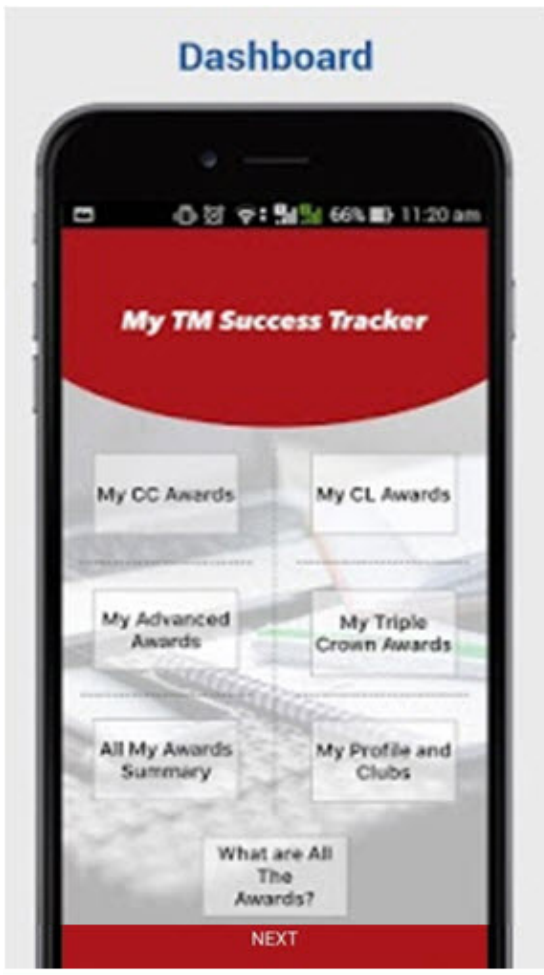 Dashboard
66% 11:20 am
My TM Success Tracker
My CC Awards
My CL Awards
My Advanced
Awards
My Triple
Crown Awards
All My Awards
Summary
My Profile and
Clubs
What are All
The
Awards?
NEXT